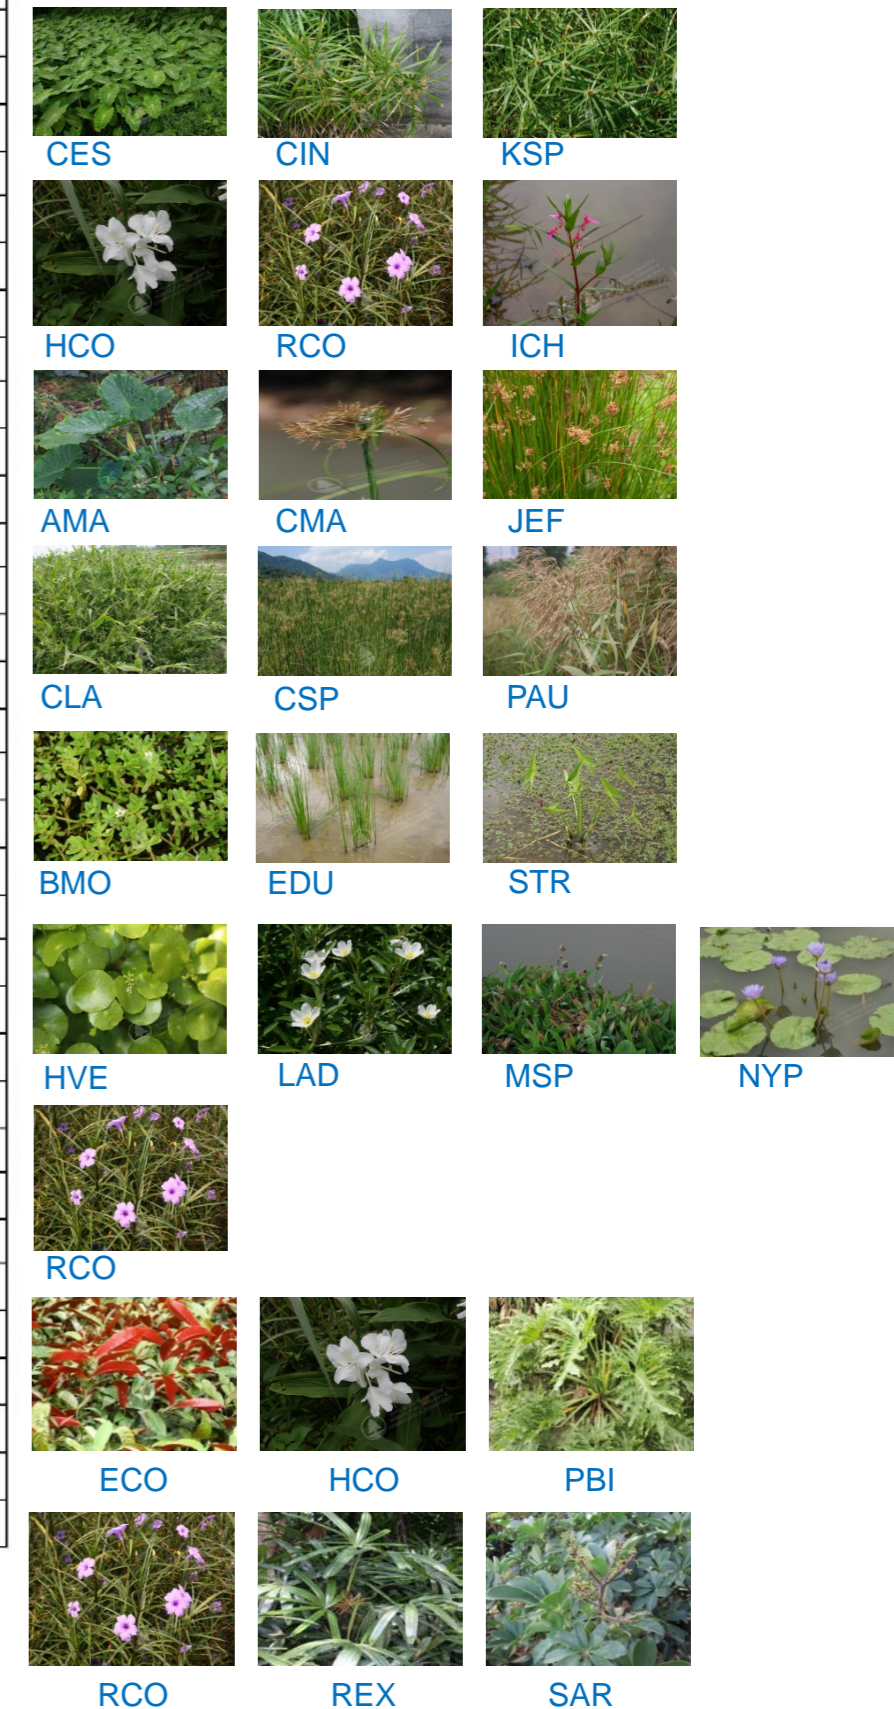 CES CIN KSP
HCO RCO ICH
AMA CMA JEF
CLA CSP PAU
BMO EDU STR
HVE LAD MSP NYP
RCO
ECO HCO PBI
RCO REX SAR